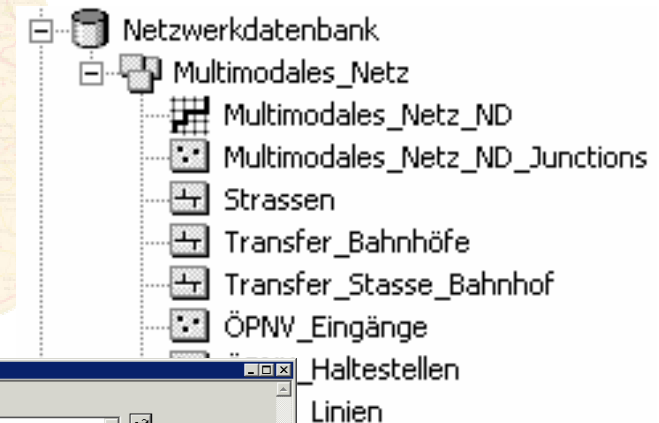 Netzwerkdatenbank
Multimodales_Netz
Multimodales_Netz_ND
Multimodales_Netz_ND_Junctions
Strassen
Transfer_Bahnhöfe
Transfer_Stasse_Bahnhof
ÖPNV_Eingänge
_Haltestellen
Linien